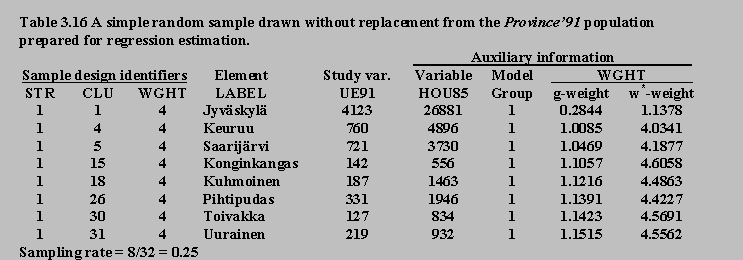 Table 3.16 A simple random sample drawn without replacement from the Province'91 population
prepared for regression estimation.
Auxiliary information
Sample design identifiers Element Study var. Variable Model WGHT
STR CLU WGHT LABEL UE91 HOU85 Group g-weight w*-weight
1 1 4 Jyväskylä 4123 26881 1 0.2844 1.1378
1 4 4 Keuruu 760 4896 1 1.0085 4.0341
1 5 4 Saarijärvi 721 3730 1 1.0469 4.1877
1 15 4 Konginkangas 142 556 1 1.1057 4.6058
1 18 4 Kuhmoinen 187 1463 1 1.1216 4.4863
1 26 4 Pihtipudas 331 1946 1 1.1391 4.4227
1 30 4 Toivakka 127 834 1 1.1423 4.5691
1 31 4 Uurainen 219 932 1 1.1515 4.5562
Sampling rate = 8/32 = 0.25